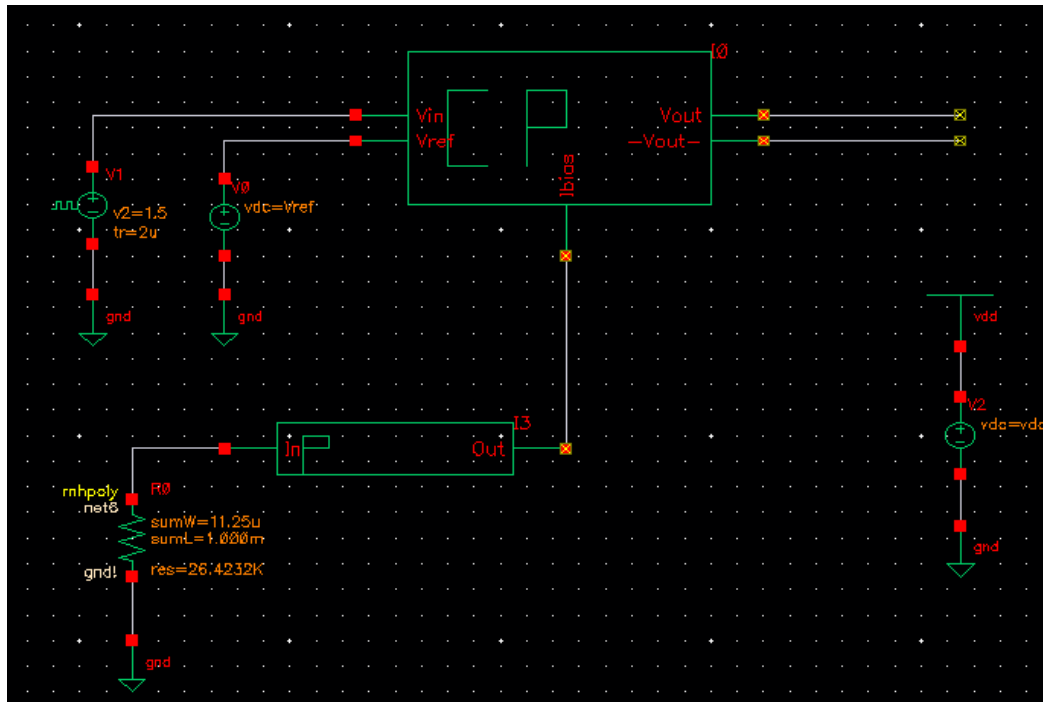 I0
Vin
Vref
CP
Vout
-Vout-
Ibias
V1
v2=1.5
tr=2u
gnd
V0
vdc=Vref
gnd
vdd
V2
vdc=vdc
gnd
I3
In
P
Out
rnhpoly
net6
R0
sumW=11.25u
sumL=1.000m
gnd!
res=26.4232K
gnd